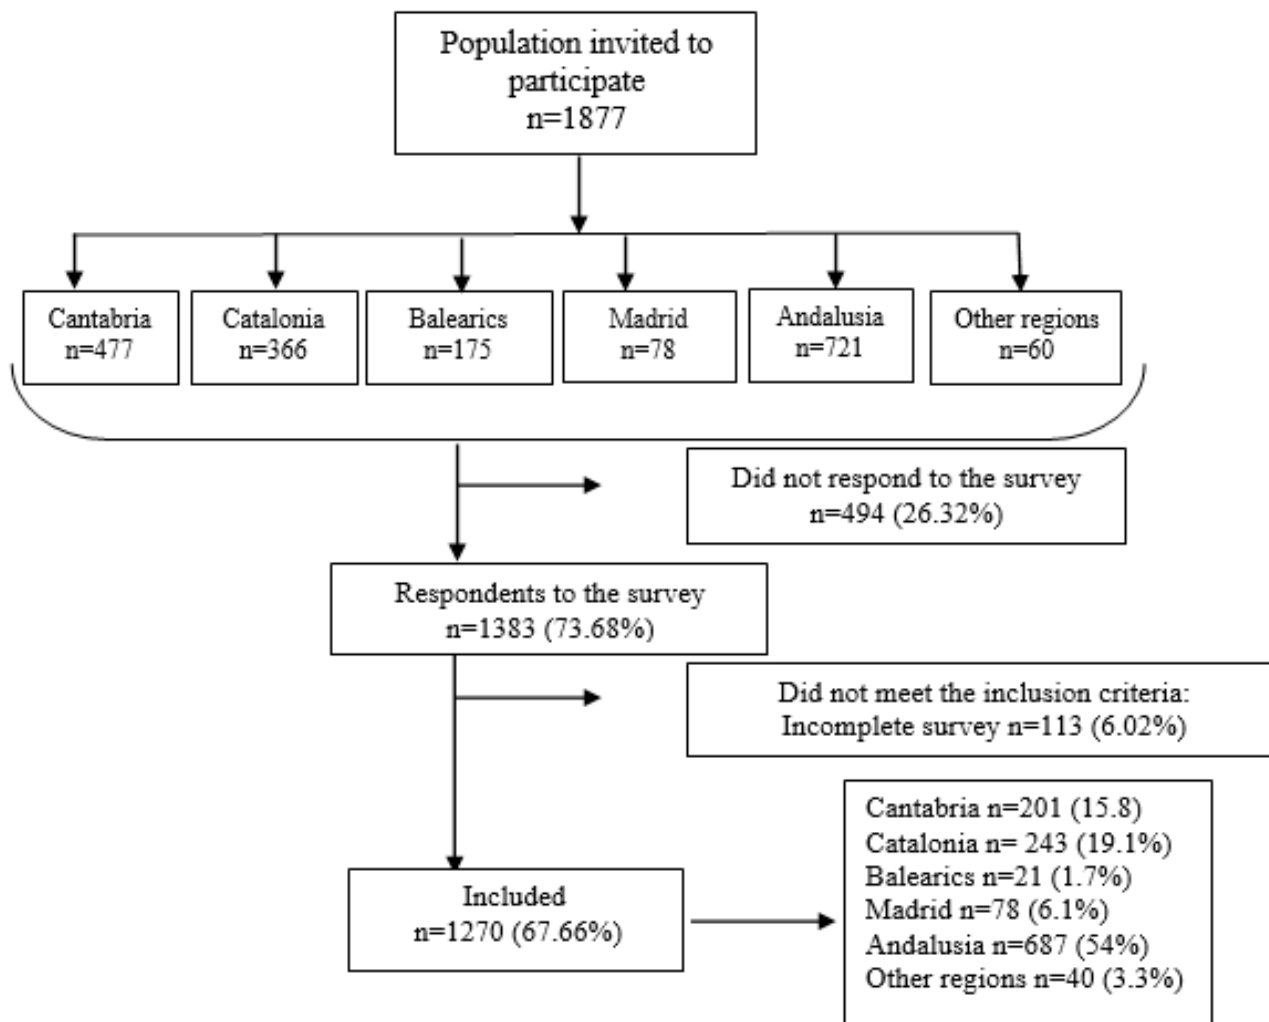 Population invited to
participate
n=1877
Cantabria
n=477
Catalonia
n=366
Balearics
n=175
Madrid
n=78
Andalusia
n=721
Other regions
n=60
Did not respond to the survey
n=494 (26.32%)
Respondents to the survey
n=1383 (73.68%)
Did not meet the inclusion criteria:
Incomplete survey n=113 (6.02%)
Included
n=1270 (67.66%)
Cantabria n=201 (15.8)
Catalonia n= 243 (19.1%)
Balearics n=21 (1.7%)
Madrid n=78 (6.1%)
Andalusia n=687 (54%)
Other regions n=40 (3.3%)